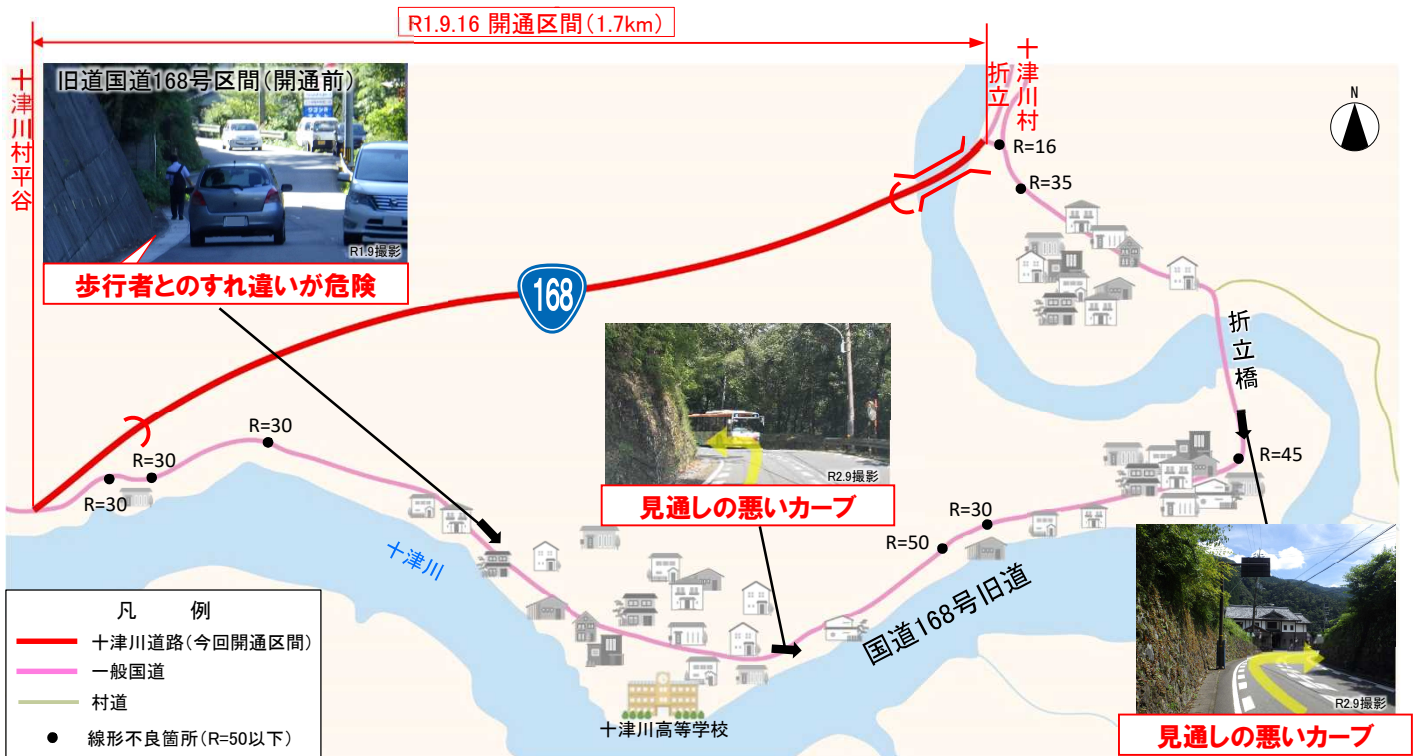 R1.9.16 開通区間(1.7km)
十津川村平谷
旧道国道168号区間(開通前)
R1.9撮影
歩行者とのすれ違いが危険
十津川村
折立
N
R=16
R=35
168
折立橋
R=30
R=30
R=30
R2.9撮影
見通しの悪いカーブ
R=45
R=30
R=50
十津川
国道168号旧道
R2.9撮影
見通しの悪いカーブ
十津川高等学校
凡 例
十津川道路(今回開通区間)
一般国道
村道
線形不良箇所(R=50以下)